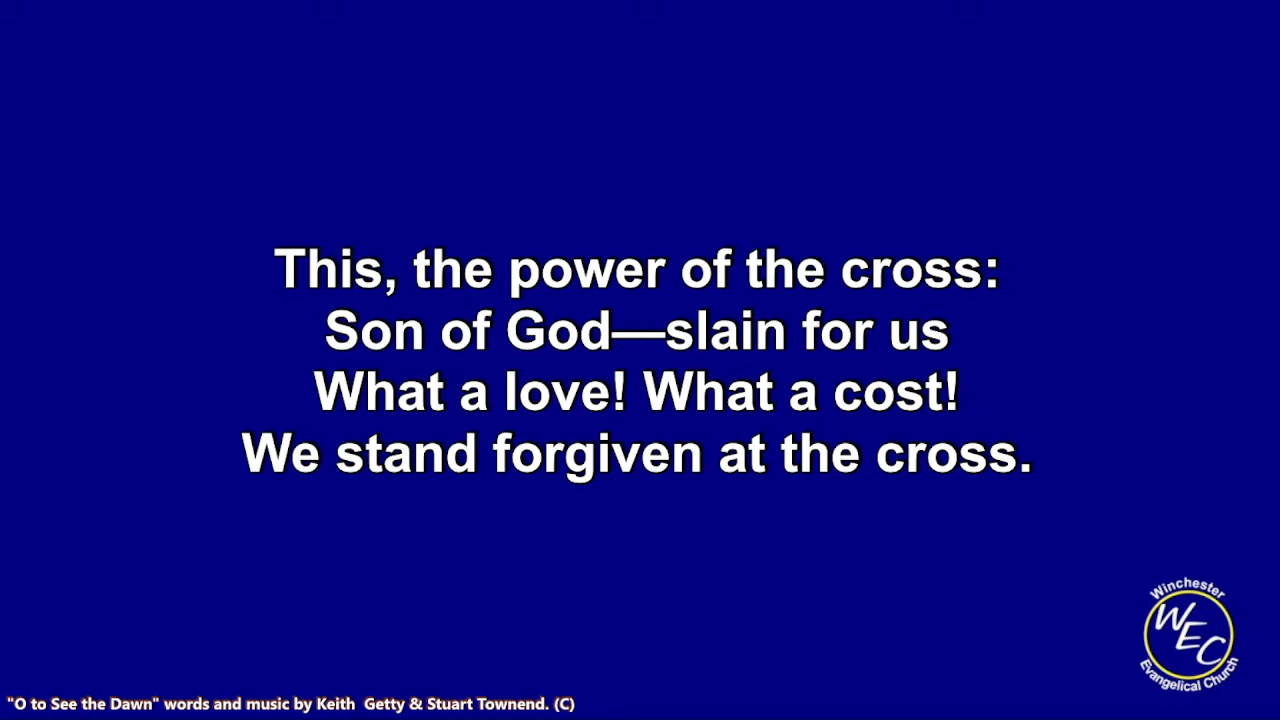 This, the power of the cross:
Son of God—slain for us
What a love! What a cost!
We stand forgiven at the cross.
Winchester
WEC
Evangelical Church
"O to See the Dawn" words and music by Keith  Getty & Stuart Townend. (C)